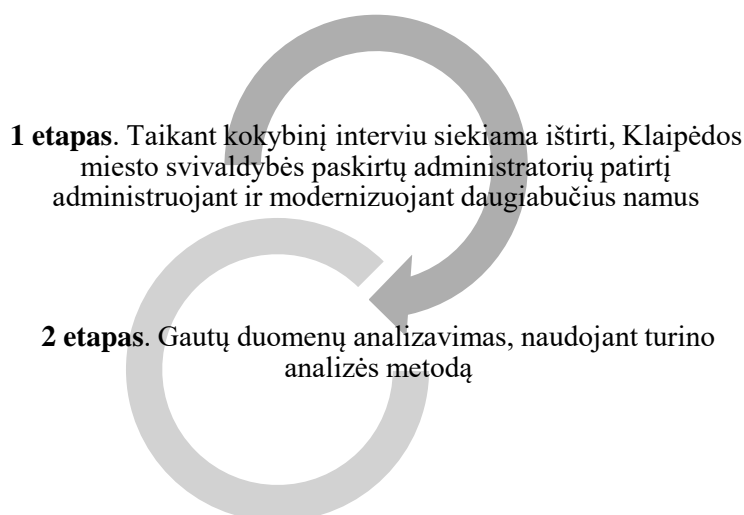 1 etapas. Taikant kokybinį interviu siekiama ištirti, Klaipėdos
miesto svivaldybės paskirtų administratorių patirtį
administruojant ir modernizuojant daugiabučius namus
2 etapas. Gautų duomenų analizavimas, naudojant turino
analizės metodą